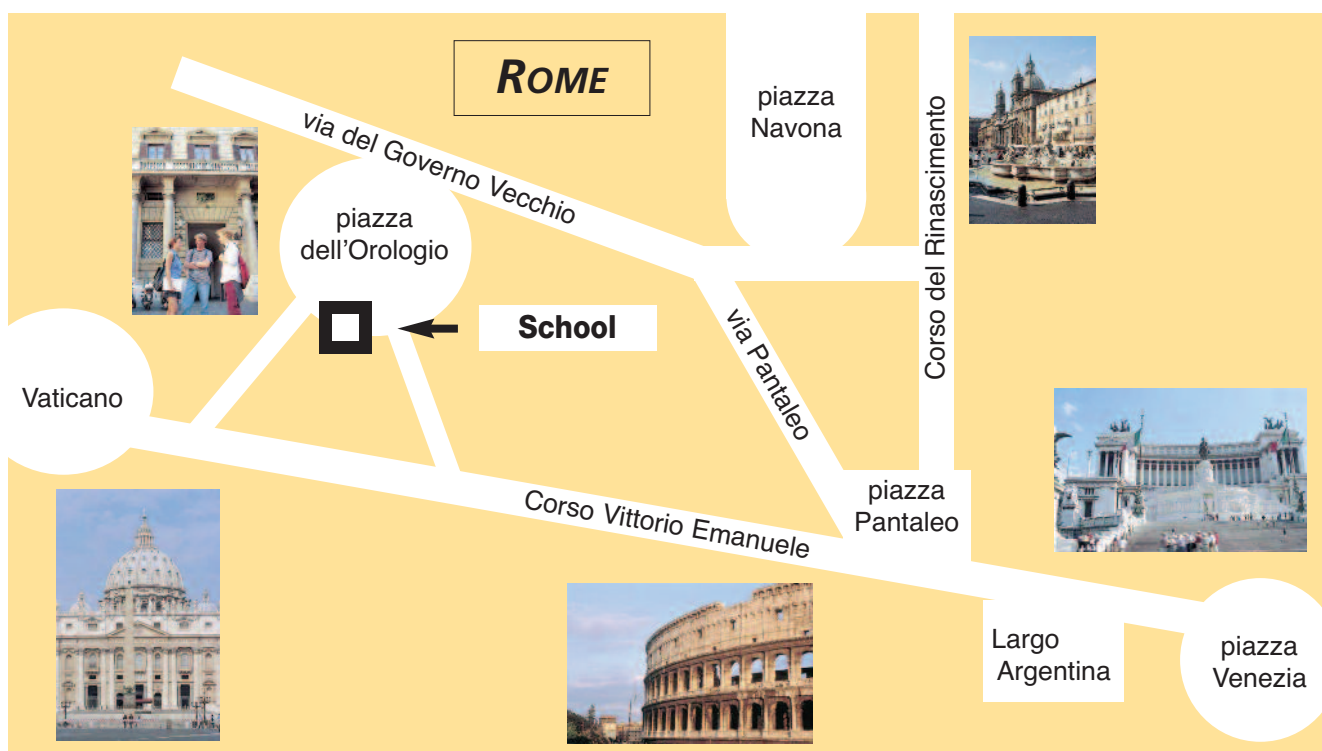 ROME
piazza
Navona
Corso del Rinascimento
via del Governo Vecchio
piazza
dell'Orologio
School
via Pantaleo
Vaticano
piazza
Pantaleo
Corso Vittorio Emanuele
Largo
Argentina
piazza
Venezia